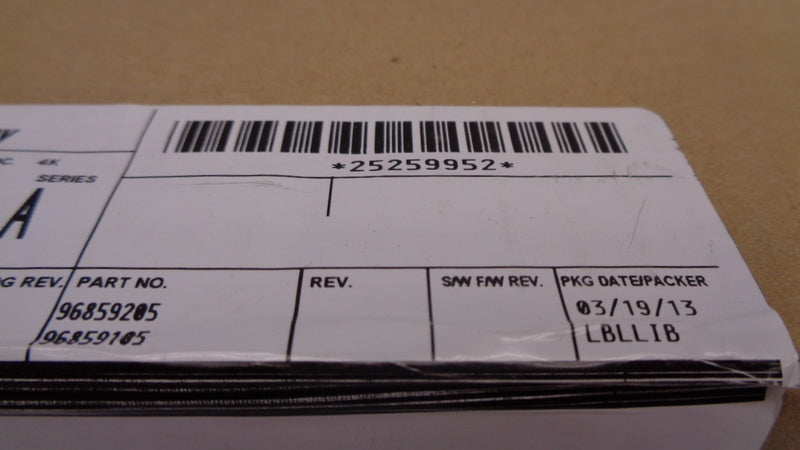 *25259952*
SERIES
A
REV. PART NO. REV. S/W F/W REV. PKG DATE/PACKER
96859205 03/19/13
96859105 LBLLIB